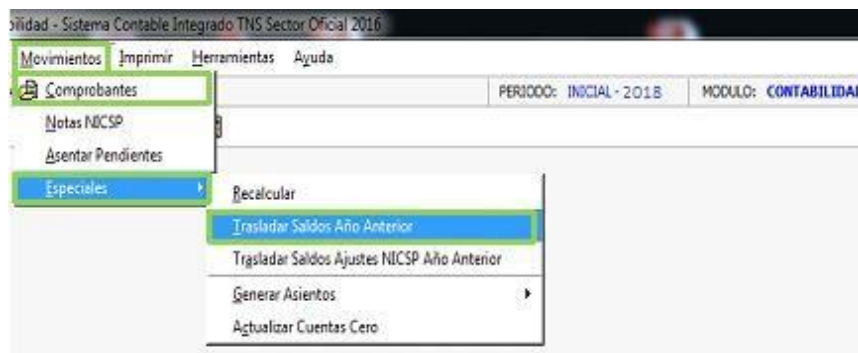 bilidad - Sistema Contable Integrado TNS Sector Oficial 2016
Movimientos Imprimir Herramientas Ayuda
Comprobantes
PERIODO: INICIAL - 2018 MODULO: CONTABILIDA
Notas NICSP
Asentar Pendientes
Especiales
Recalcular
Trasladar Saldos Año Anterior
Trasladar Saldos Ajustes NICSP Año Anterior
Generar Asientos
Actualizar Cuentas Cero